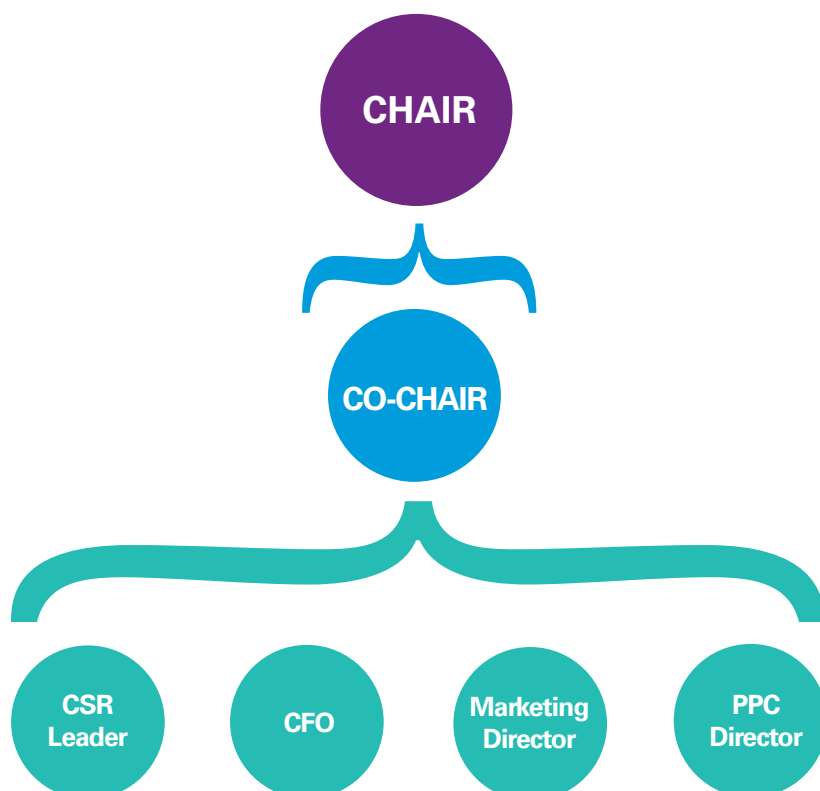 CHAIR
CO-CHAIR
CSR
Leader
CFO
Marketing
Director
PPC
Director